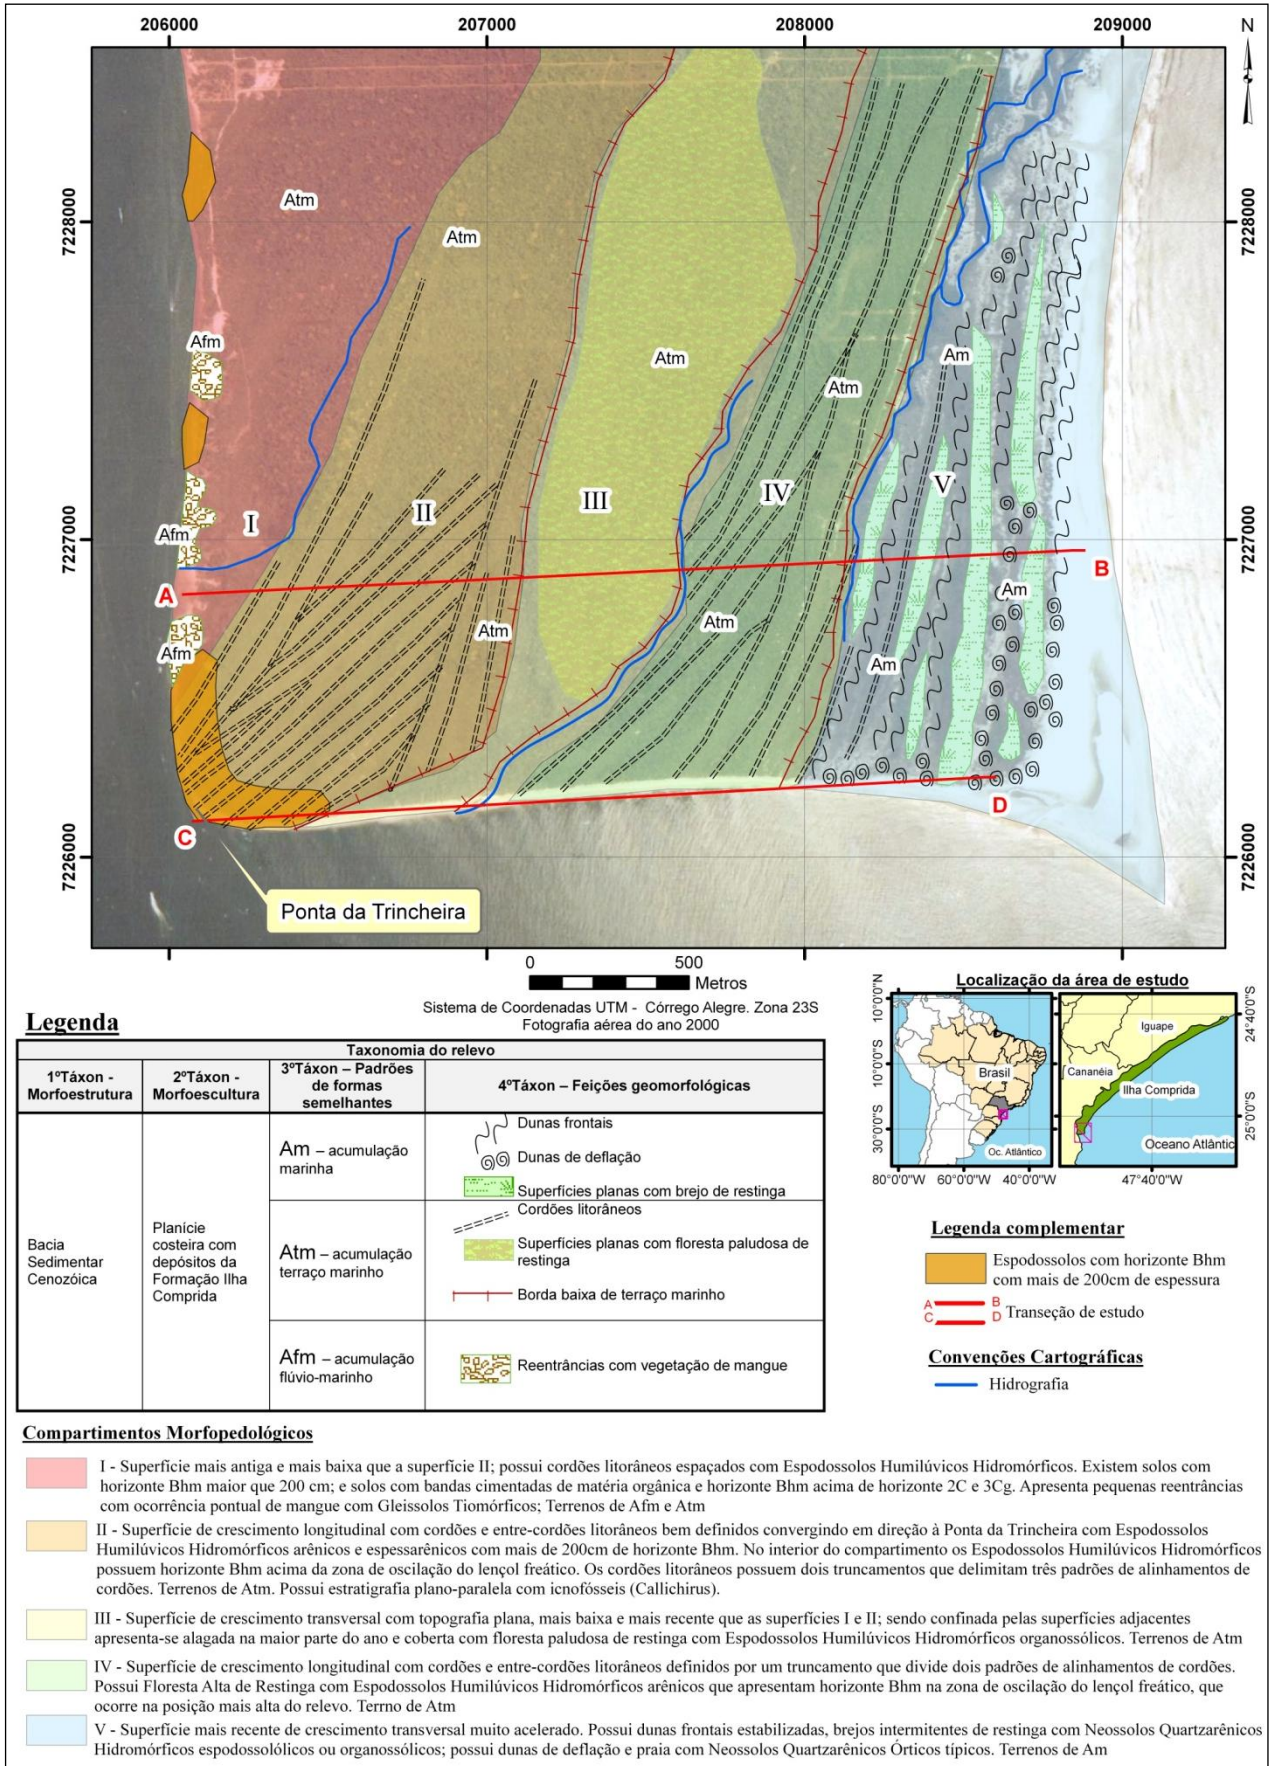 206000 207000 208000 209000
N
7228000 7228000
7227000 7227000
7226000 7226000
Atm
Atm
Afm
Atm
Am
Atm
I
II
III
IV
V
Afm
A
B
Am
Atm
Atm
Afm
Am
C
D
Ponta da Trincheira
0 500
Metros
Sistema de Coordenadas UTM - Córrego Alegre. Zona 23S
Fotografia aérea do ano 2000
Localização da área de estudo
10°0'0"N
0°0'0"
10°0'0"S
30°0'0"S
80°0'0"W 60°0'0"W 40°0'0"W
Brasil
Oc. Atlântico
Iguape
Cananéia
Ilha Comprida
Oceano Atlântic
24°40'0"S
25°0'0"S
47°40'0"W
Legenda
Taxonomia do relevo
1ºTáxon - Morfoestrutura
2ºTáxon - Morfoescultura
3ºTáxon – Padrões de formas semelhantes
4ºTáxon – Feições geomorfológicas
Bacia Sedimentar Cenozóica
Planície costeira com depósitos da Formação Ilha Comprida
Am – acumulação marinha
Dunas frontais
Dunas de deflação
Superfícies planas com brejo de restinga
Atm – acumulação terraço marinho
Cordões litorâneos
Superfícies planas com floresta paludosa de restinga
Borda baixa de terraço marinho
Afm – acumulação flúvio-marinho
Reentrâncias com vegetação de mangue
Legenda complementar
Espodossolos com horizonte Bhm com mais de 200cm de espessura
A B
C D
Transeção de estudo
Convenções Cartográficas
Hidrografia
Compartimentos Morfopedológicos
I - Superfície mais antiga e mais baixa que a superfície II; possui cordões litorâneos espaçados com Espodossolos Humilúvicos Hidromórficos. Existem solos com
horizonte Bhm maior que 200 cm; e solos com bandas cimentadas de matéria orgânica e horizonte Bhm acima de horizonte 2C e 3Cg. Apresenta pequenas reentrâncias
com ocorrência pontual de mangue com Gleissolos Tiomórficos; Terrenos de Afm e Atm
II - Superfície de crescimento longitudinal com cordões e entre-cordões litorâneos bem definidos convergindo em direção à Ponta da Trincheira com Espodossolos
Humilúvicos Hidromórficos arênicos e espessarênicos com mais de 200cm de horizonte Bhm. No interior do compartimento os Espodossolos Humilúvicos Hidromórficos
possuem horizonte Bhm acima da zona de oscilação do lençol freático. Os cordões litorâneos possuem dois truncamentos que delimitam três padrões de alinhamentos de
cordões. Terrenos de Atm. Possui estratigrafia plano-paralela com icnofósseis (Callichirus).
III - Superfície de crescimento transversal com topografia plana, mais baixa e mais recente que as superfícies I e II; sendo confinada pelas superfícies adjacentes
apresenta-se alagada na maior parte do ano e coberta com floresta paludosa de restinga com Espodossolos Humilúvicos Hidromórficos organossólicos. Terrenos de Atm
IV - Superfície de crescimento longitudinal com cordões e entre-cordões litorâneos definidos por um truncamento que divide dois padrões de alinhamentos de cordões.
Possui Floresta Alta de Restinga com Espodossolos Humilúvicos Hidromórficos arênicos que apresentam horizonte Bhm na zona de oscilação do lençol freático, que
ocorre na posição mais alta do relevo. Terrno de Atm
V - Superfície mais recente de crescimento transversal muito acelerado. Possui dunas frontais estabilizadas, brejos intermitentes de restinga com Neossolos Quartzarênicos
Hidromórficos espodossolólicos ou organossólicos; possui dunas de deflação e praia com Neossolos Quartzarênicos Órticos típicos. Terrenos de Am